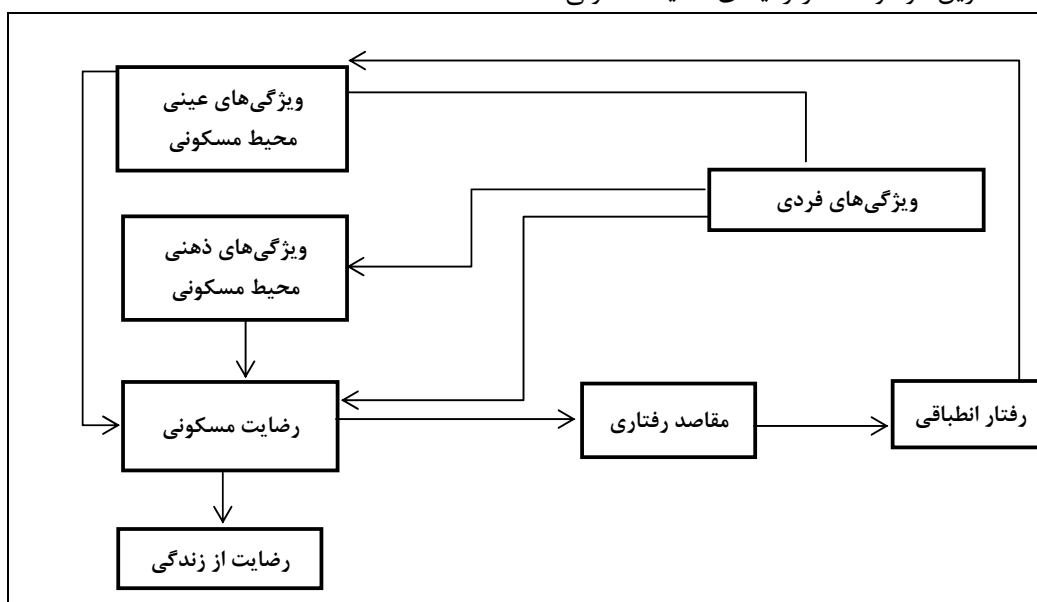 ویژگی‌های عینی
محیط مسکونی
ویژگی‌های فردی
ویژگی‌های ذهنی
محیط مسکونی
رضایت مسکونی
مقاصد رفتاری
رفتار انطباقی
رضایت از زندگی